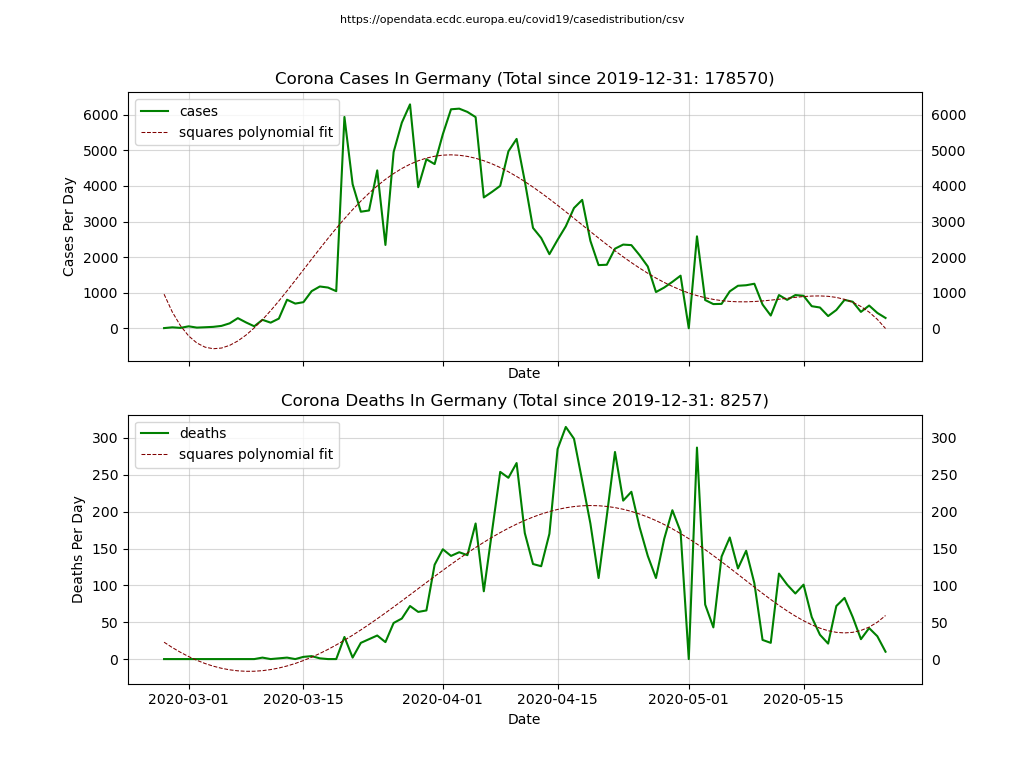 https://opendata.ecdc.europa.eu/covid19/casedistribution/csv
Corona Cases In Germany (Total since 2019-12-31: 178570)
cases
squares polynomial fit
Cases Per Day
6000
5000
4000
3000
2000
1000
0
6000
5000
4000
3000
2000
1000
0
Date
Corona Deaths In Germany (Total since 2019-12-31: 8257)
deaths
squares polynomial fit
Deaths Per Day
300
250
200
150
100
50
0
300
250
200
150
100
50
0
2020-03-01 2020-03-15 2020-04-01 2020-04-15 2020-05-01 2020-05-15
Date